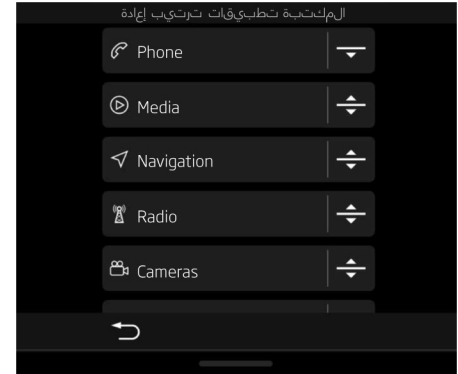 المكتبة تطبيقات ترتيب إعادة
Phone
Media
Navigation
Radio
Cameras